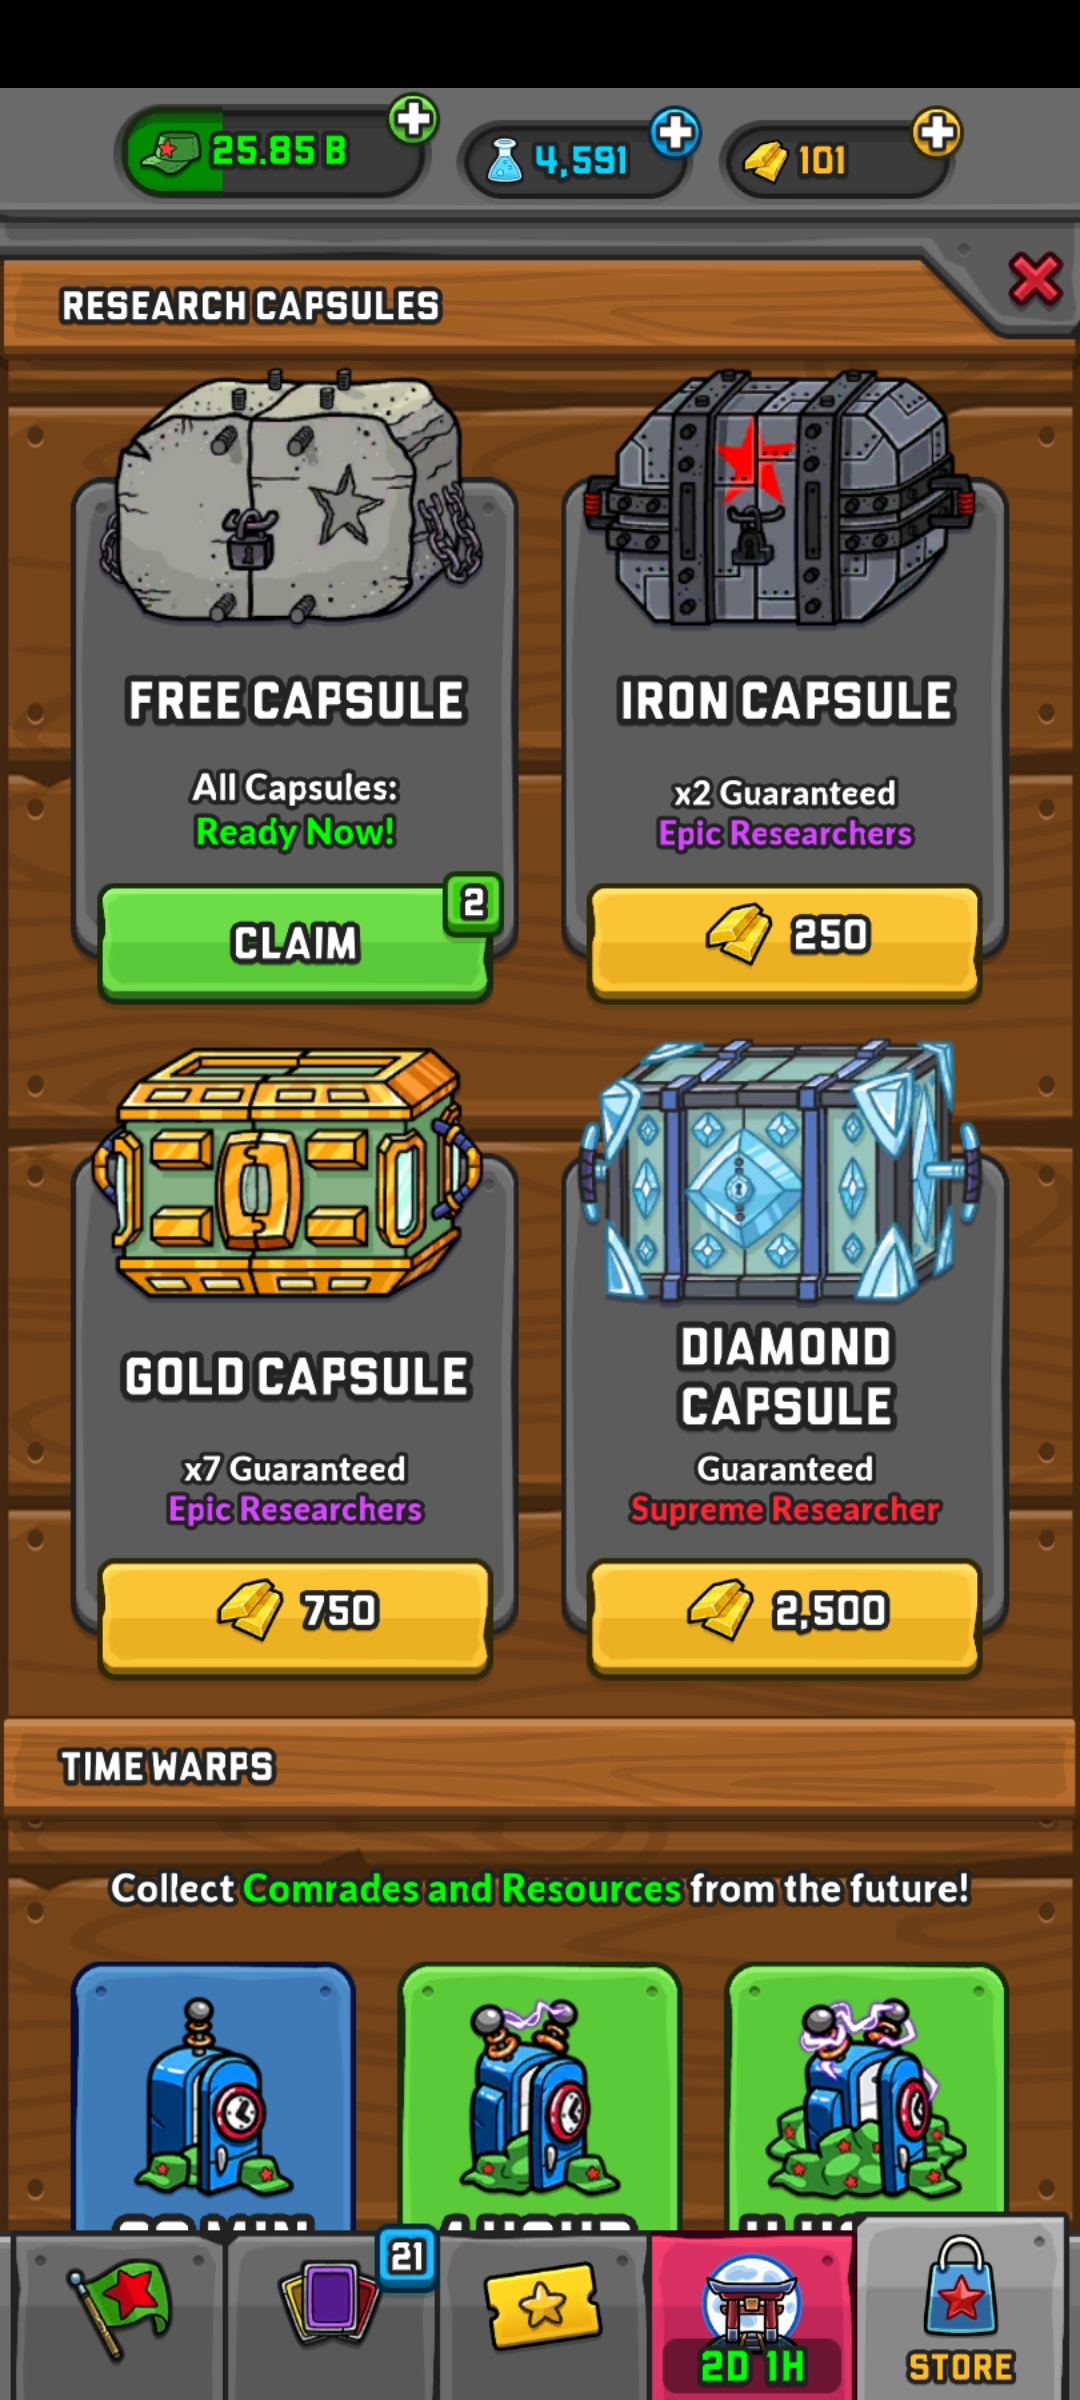 25.85 B
4,591
101
RESEARCH CAPSULES
FREE CAPSULE
All Capsules:
Ready Now!
CLAIM
2
IRON CAPSULE
x2 Guaranteed
Epic Researchers
250
GOLD CAPSULE
x7 Guaranteed
Epic Researchers
750
DIAMOND
CAPSULE
Guaranteed
Supreme Researcher
2,500
TIME WARPS
Collect Comrades and Resources from the future!
21
2D 1H
STORE